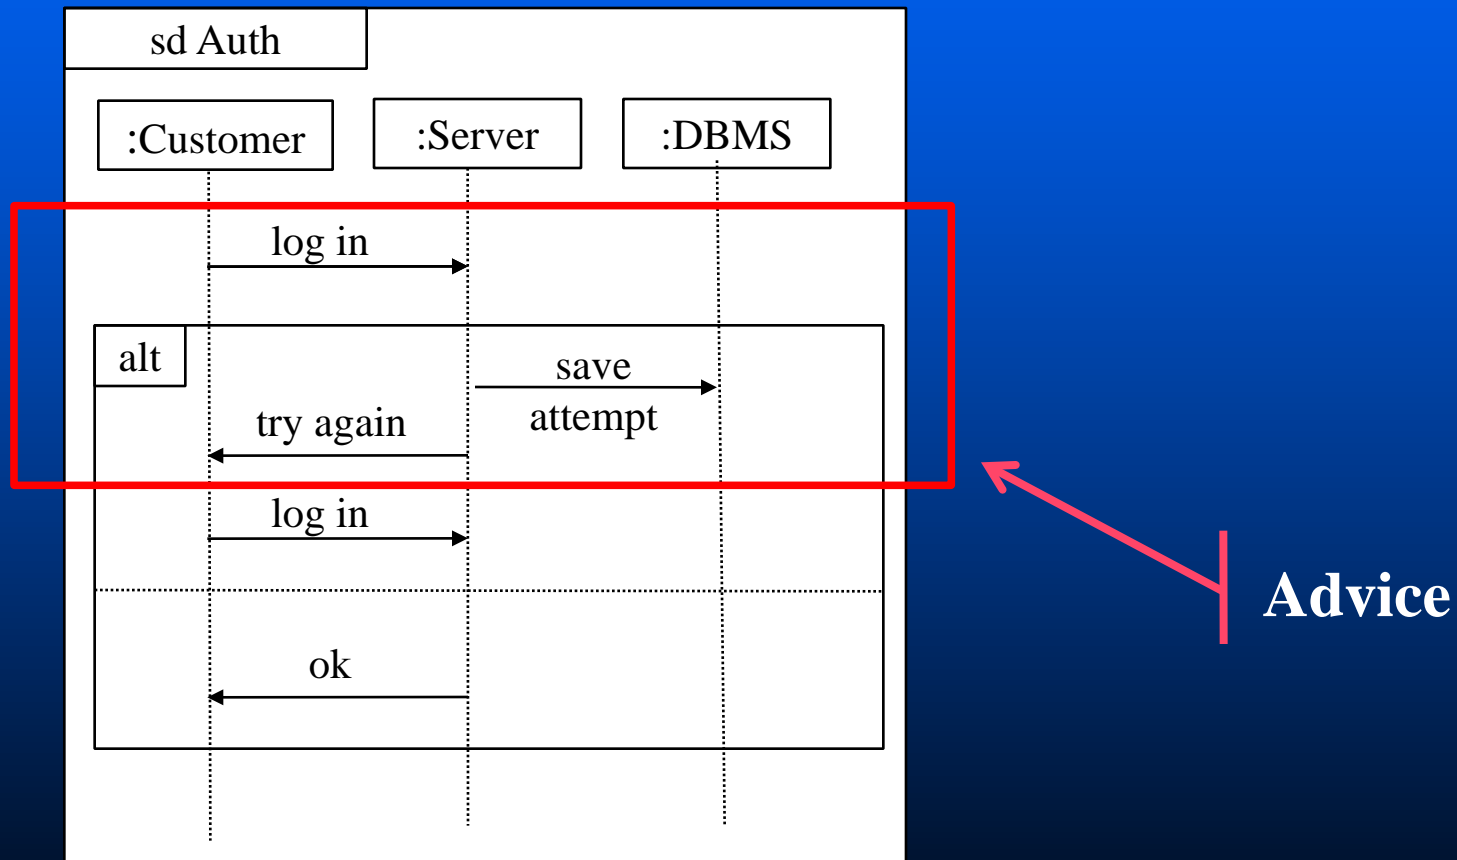 sd Auth
:Customer
:Server
:DBMS
log in
alt
save
attempt
try again
log in
ok
Advice